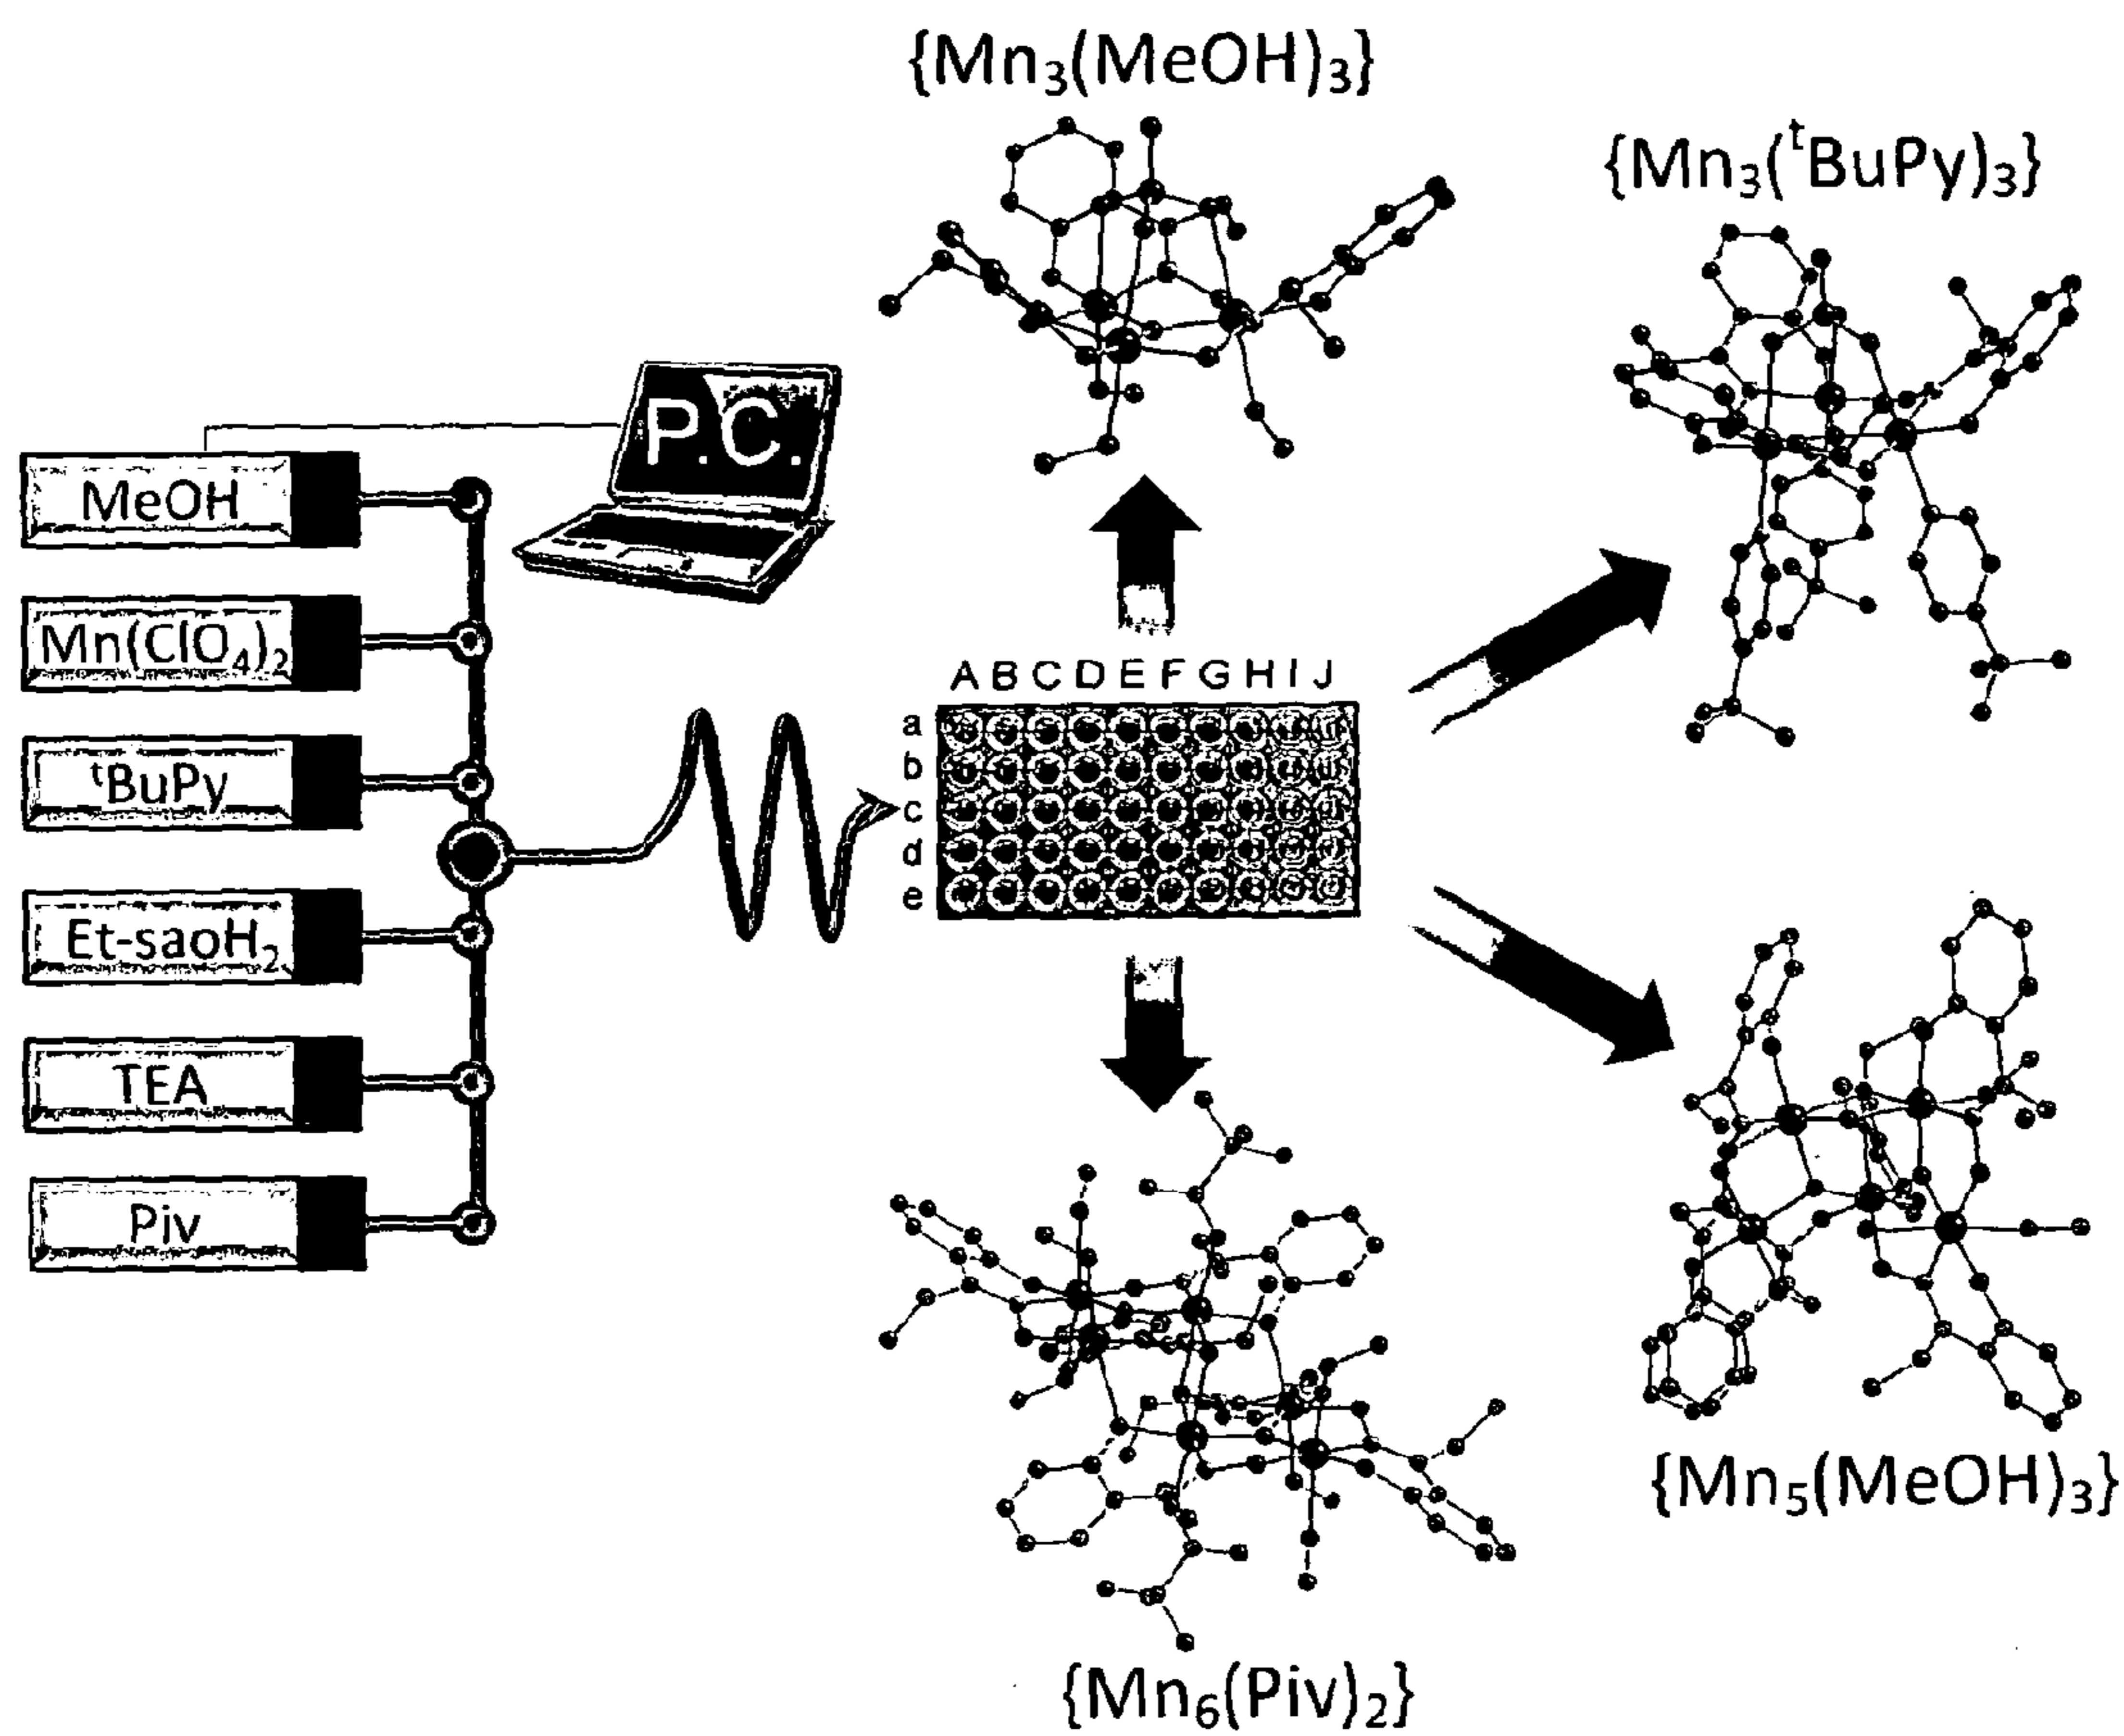 {Mn₃(MeOH)₃}
{Mn₃(ᵗBuPy)₃}
P.C.
MeOH
Mn(ClO₄)₂
ᵗBuPy
Et-saoH₂
TEA
Piv
A B C D E F G H I J
a
b
c
d
e
{Mn₅(MeOH)₃}
{Mn₆(Piv)₂}